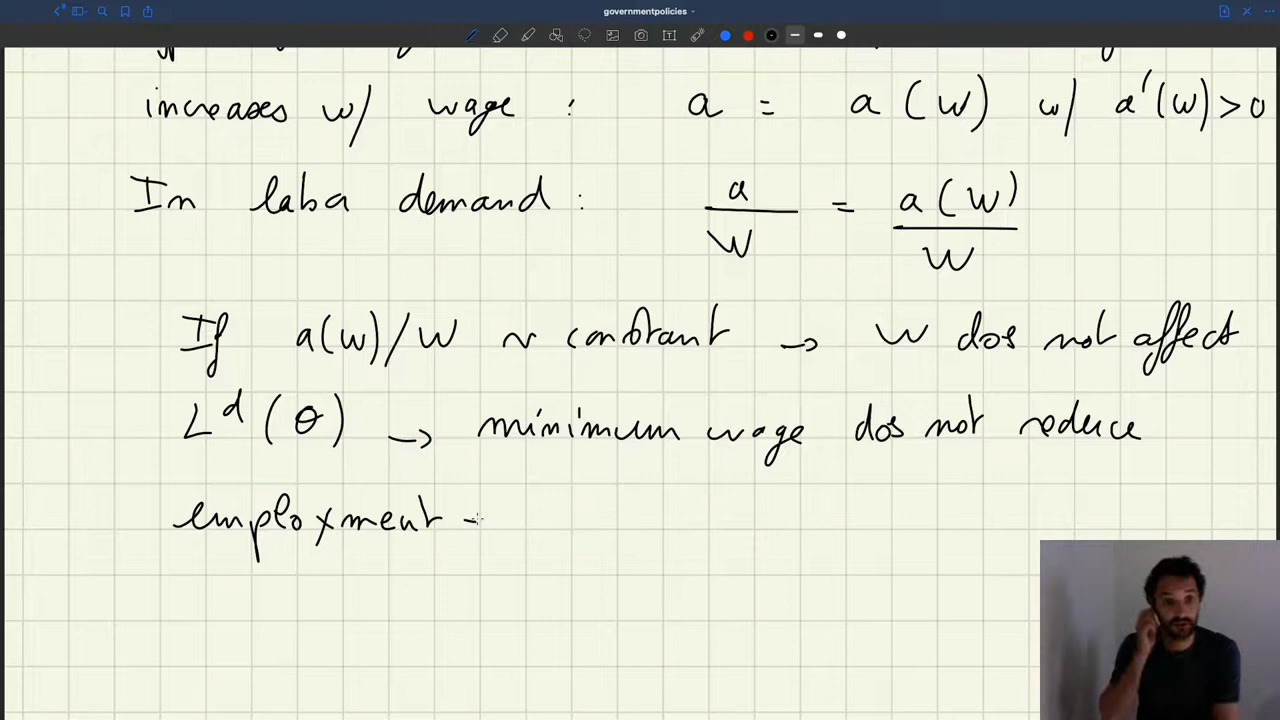 governmentpolicies
increases w/ wage : a = a (W) w/ a'(W) > 0
In laba demand : a/W = a(W)/W
If a(w)/W ~ constant → W dos not affect
L^d (θ) → minimum wage dos not reduce
employment -